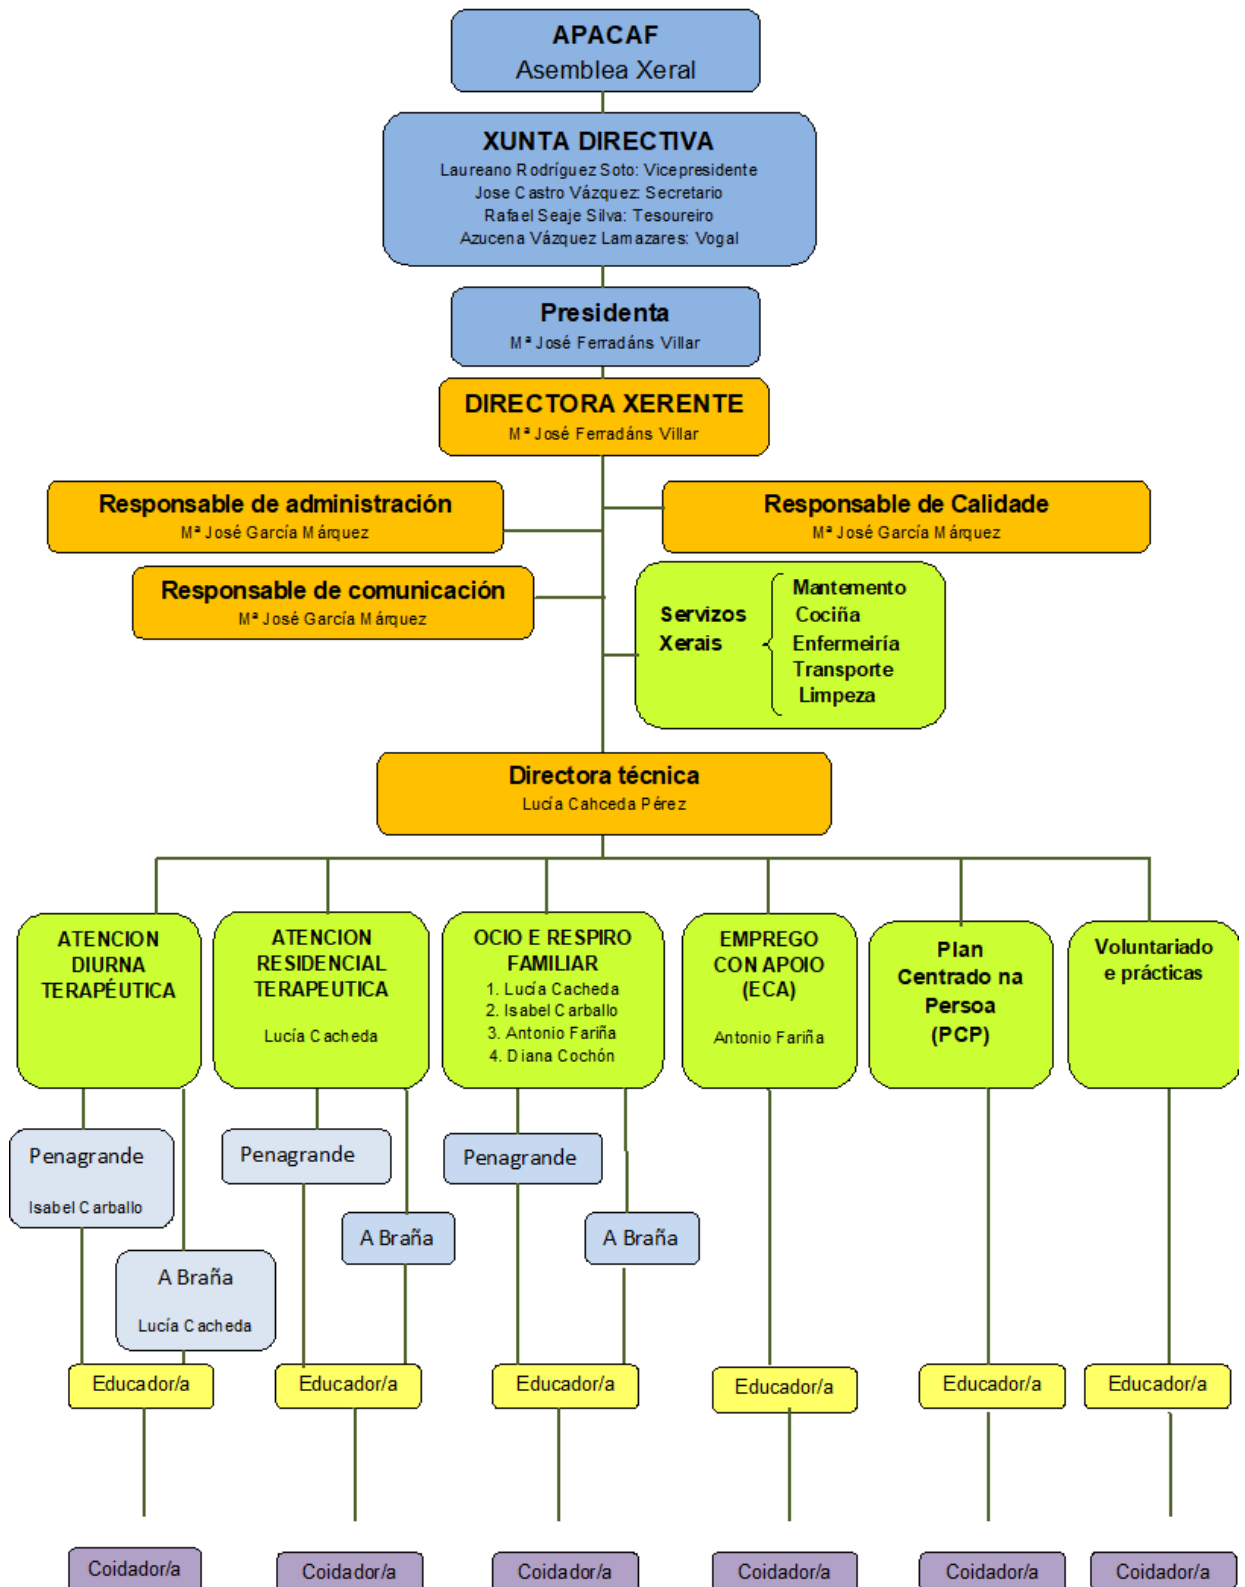 APACAF
Asemblea Xeral
XUNTA DIRECTIVA
Laureano Rodríguez Soto: Vicepresidente
Jose Castro Vázquez: Secretario
Rafael Seaje Silva: Tesoureiro
Azucena Vázquez Lamazares: Vogal
Presidenta
Mª José Ferradáns Villar
DIRECTORA XERENTE
Mª José Ferradáns Villar
Responsable de administración
Mª José García Márquez
Responsable de Calidade
Mª José García Márquez
Responsable de comunicación
Mª José García Márquez
Servizos
Xerais
Mantemento
Cociña
Enfermeiría
Transporte
Limpeza
Directora técnica
Lucía Cahceda Pérez
ATENCION
DIURNA
TERAPÉUTICA
ATENCION
RESIDENCIAL
TERAPEUTICA
Lucía Cacheda
OCIO E RESPIRO
FAMILIAR
1. Lucía Cacheda
2. Isabel Carballo
3. Antonio Fariña
4. Diana Cochón
EMPREGO
CON APOIO
(ECA)
Antonio Fariña
Plan
Centrado na
Persoa
(PCP)
Voluntariado
e prácticas
Penagrande
Isabel Carballo
A Braña
Lucía Cacheda
Penagrande
A Braña
Penagrande
A Braña
Educador/a
Educador/a
Educador/a
Educador/a
Educador/a
Educador/a
Coidador/a
Coidador/a
Coidador/a
Coidador/a
Coidador/a
Coidador/a